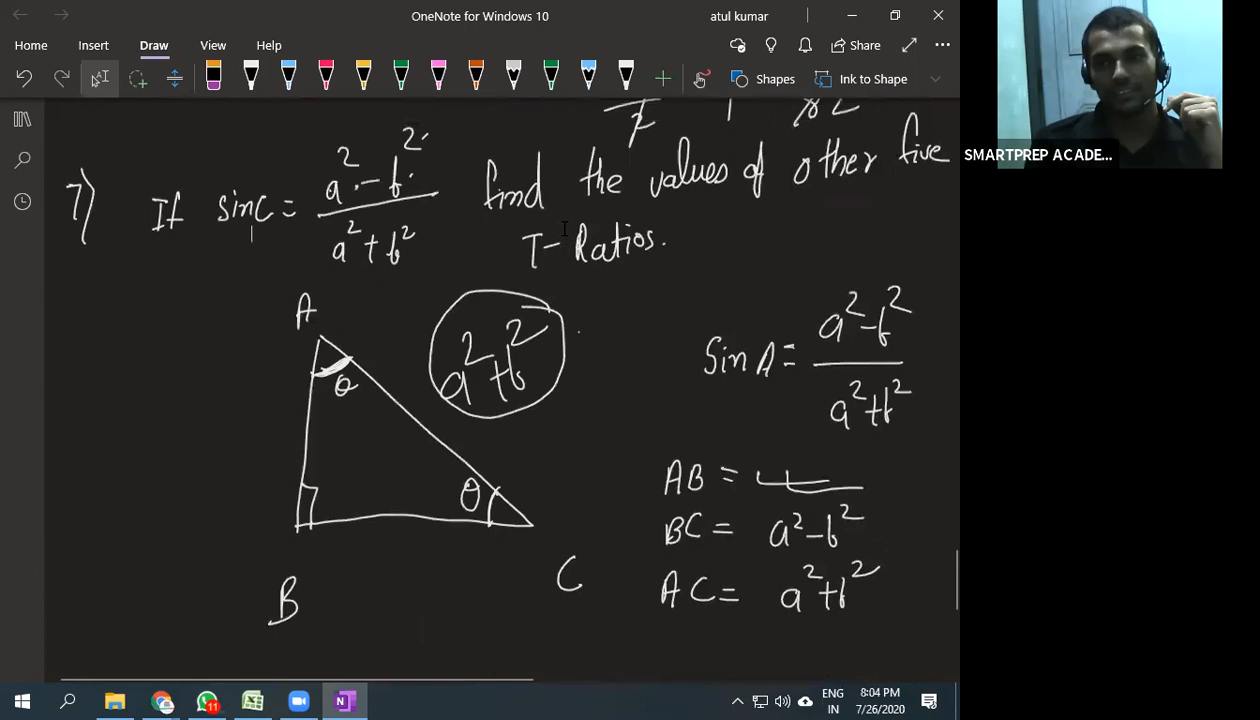 OneNote for Windows 10
atul kumar
Home Insert Draw View Help
Share
Shapes
Ink to Shape
7) If sinC = a² - b² / a² + b² find the values of other five
T-Ratios.
SMARTPREP ACADE...
A
θ
a² + b²
Sin A = a² - b² / a² + b²
θ
AB =
BC = a² - b²
AC = a² + b²
B
C
11
ENG
IN
8:04 PM
7/26/2020